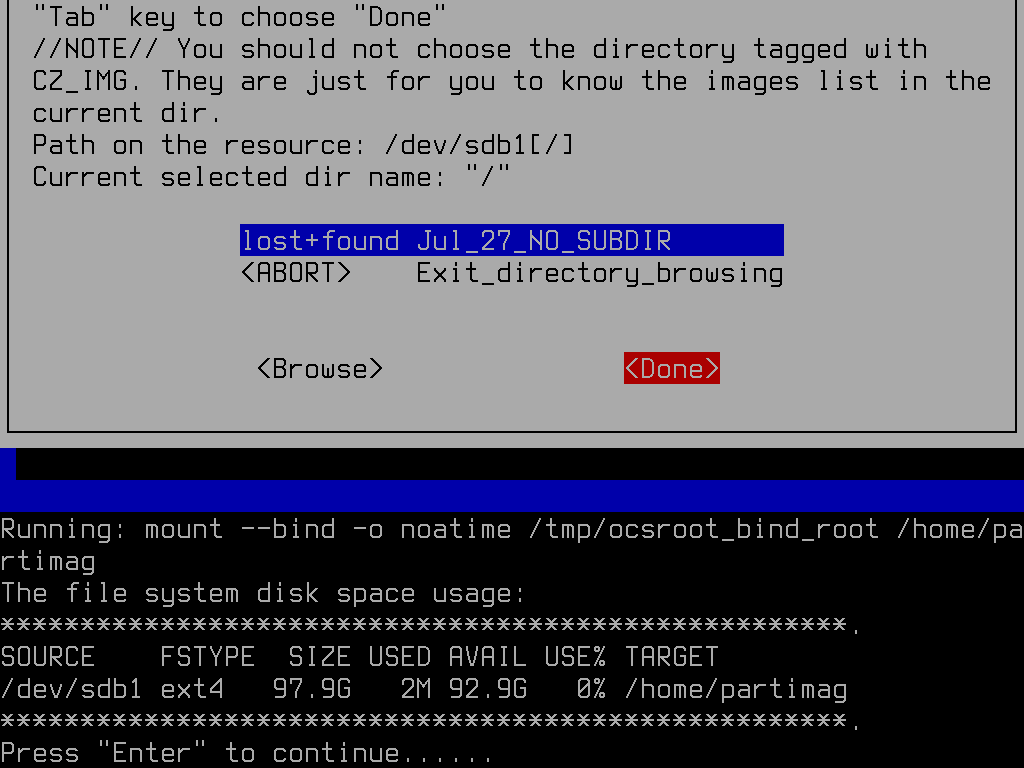 "Tab" key to choose "Done"
//NOTE// You should not choose the directory tagged with
CZ_IMG. They are just for you to know the images list in the
current dir.
Path on the resource: /dev/sdb1[/]
Current selected dir name: "/"
lost+found Jul_27_NO_SUBDIR
<ABORT>    Exit_directory_browsing
<Browse>    <Done>
Running: mount --bind -o noatime /tmp/ocsroot_bind_root /home/pa
rtimag
The file system disk space usage:
*****************************************************.
SOURCE    FSTYPE  SIZE USED AVAIL USE% TARGET
/dev/sdb1 ext4   97.9G   2M 92.9G   0% /home/partimag
*****************************************************.
Press "Enter" to continue......